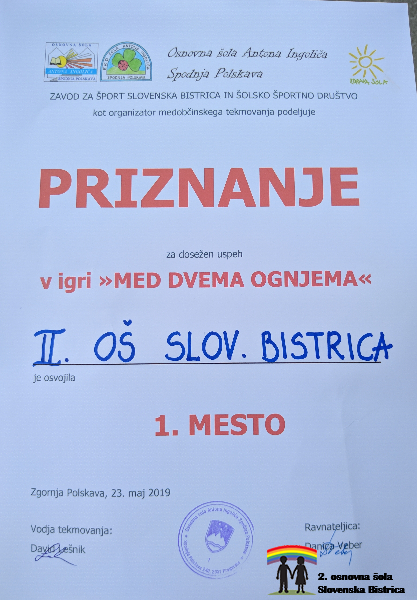 Osnovna šola Antona Ingoliča
Spodnja Polskava
ZAVOD ZA ŠPORT SLOVENSKA BISTRICA IN ŠOLSKO ŠPORTNO DRUŠTVO
kot organizator medobčinskega tekmovanja podeljuje
PRIZNANJE
za dosežen uspeh
v igri »MED DVEMA OGNJEMA«
II. OŠ SLOV. BISTRICA
je osvojila
1. MESTO
Zgornja Polskava, 23. maj 2019
Vodja tekmovanja:
David Lešnik
Ravnateljica:
Danica Veber
2. osnovna šola
Slovenska Bistrica